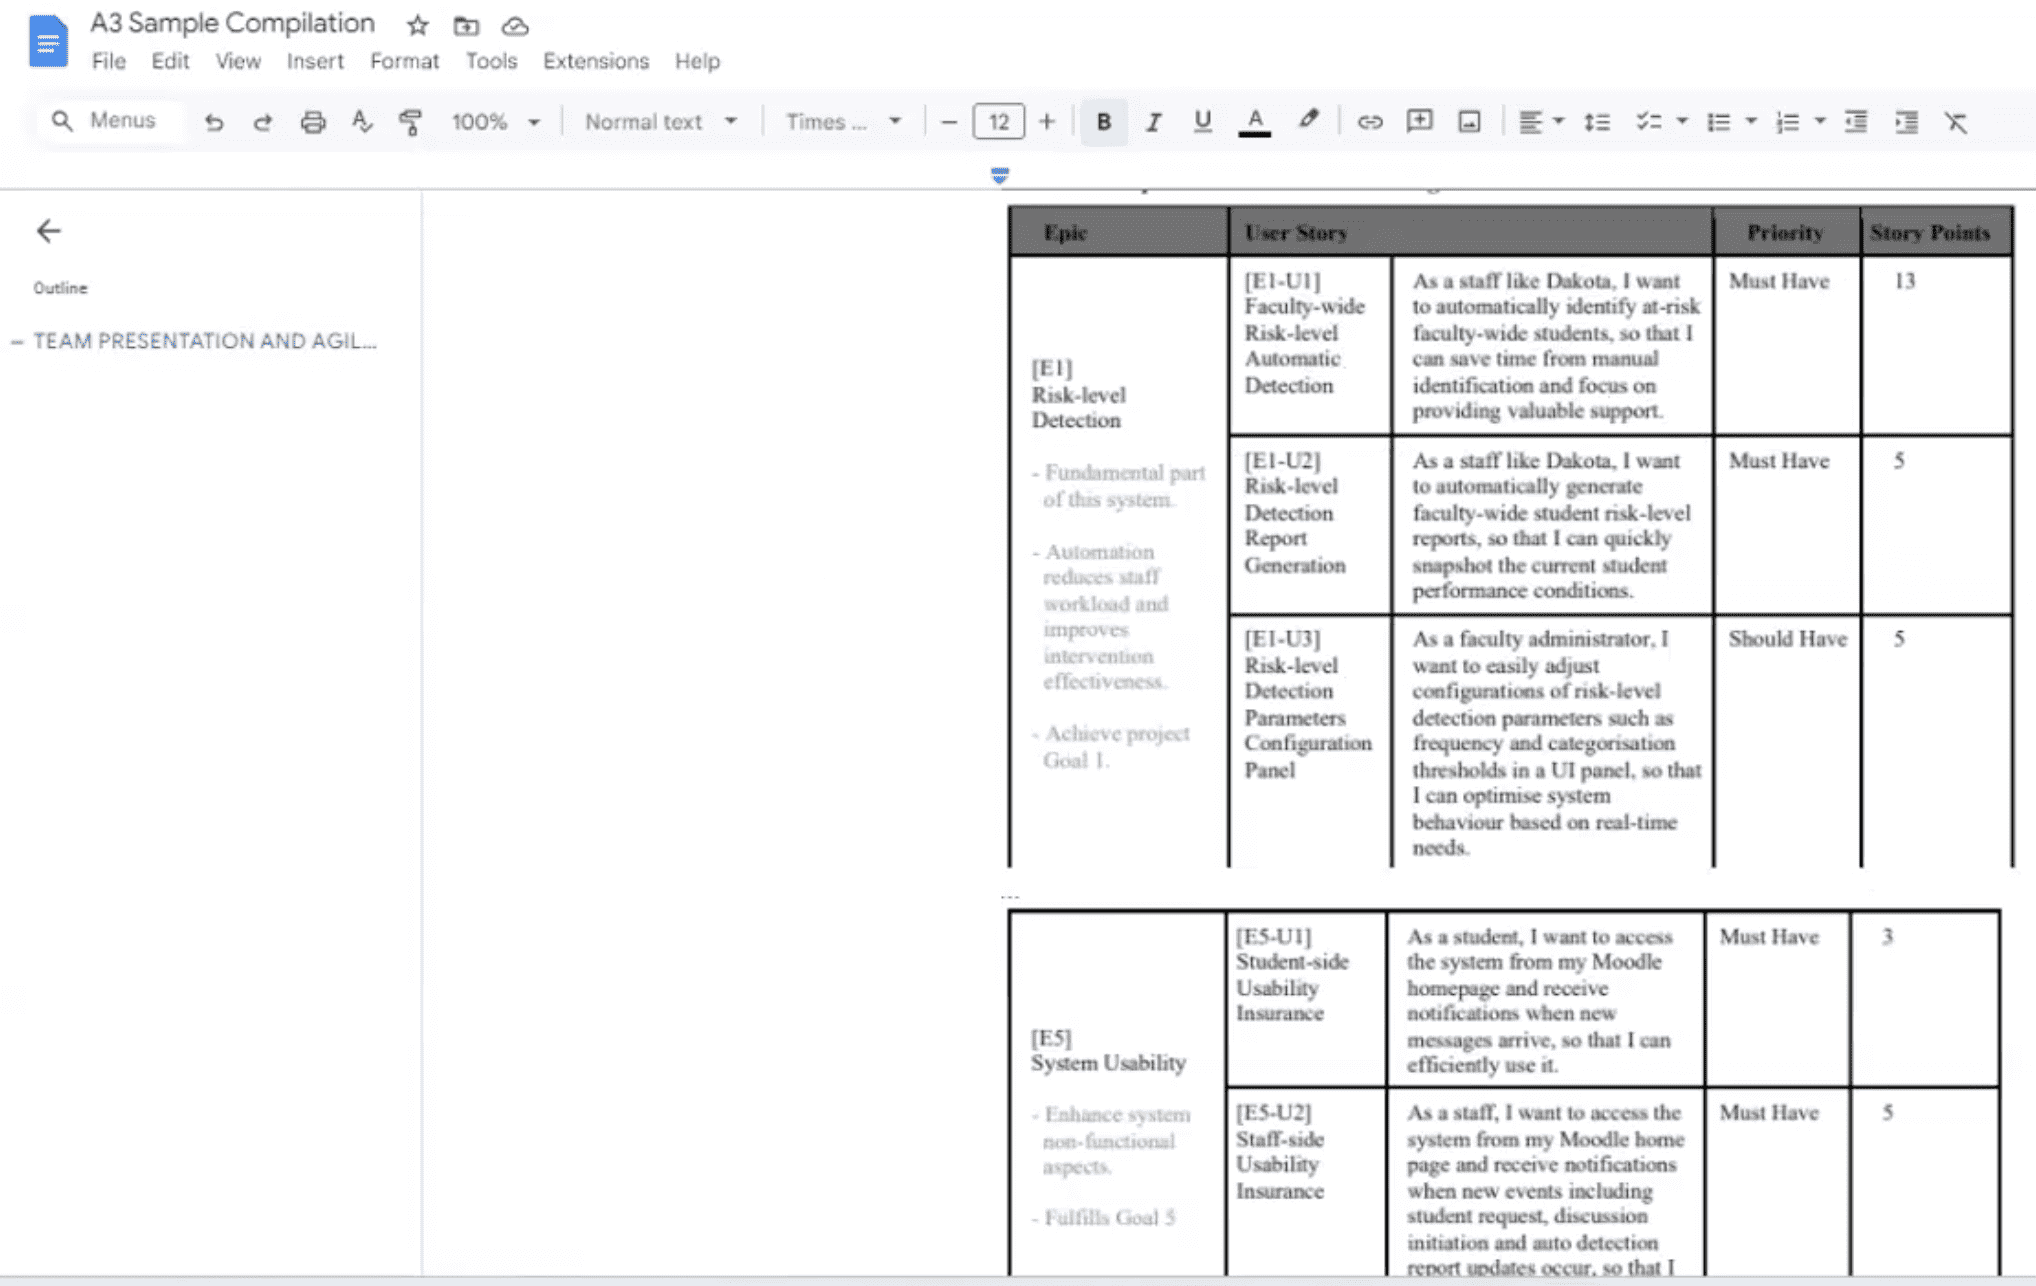 A3 Sample Compilation
File Edit View Insert Format Tools Extensions Help
Menus 100% Normal text Times ... 12
Outline
TEAM PRESENTATION AND AGIL...
Epic User Story Priority Story Points
[E1]
Risk-level
Detection
- Fundamental part
of this system.
- Automation
reduces staff
workload and
improves
intervention
effectiveness.
- Achieve project
Goal 1.
[E1-U1]
Faculty-wide
Risk-level
Automatic
Detection
As a staff like Dakota, I want
to automatically identify at-risk
faculty-wide students, so that I
can save time from manual
identification and focus on
providing valuable support.
Must Have
13
[E1-U2]
Risk-level
Detection
Report
Generation
As a staff like Dakota, I want
to automatically generate
faculty-wide student risk-level
reports, so that I can quickly
snapshot the current student
performance conditions.
Must Have
5
[E1-U3]
Risk-level
Detection
Parameters
Configuration
Panel
As a faculty administrator, I
want to easily adjust
configurations of risk-level
detection parameters such as
frequency and categorisation
thresholds in a UI panel, so that
I can optimise system
behaviour based on real-time
needs.
Should Have
5
...
[E5]
System Usability
- Enhance system
non-functional
aspects.
- Fulfills Goal 5
[E5-U1]
Student-side
Usability
Insurance
As a student, I want to access
the system from my Moodle
homepage and receive
notifications when new
messages arrive, so that I can
efficiently use it.
Must Have
3
[E5-U2]
Staff-side
Usability
Insurance
As a staff, I want to access the
system from my Moodle home
page and receive notifications
when new events including
student request, discussion
initiation and auto detection
report updates occur, so that I
Must Have
5